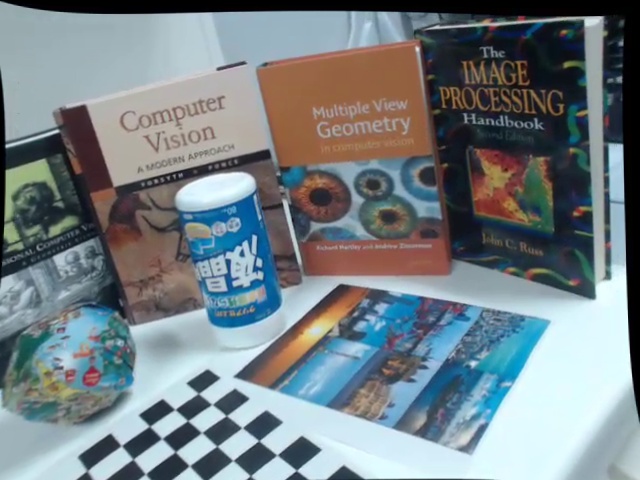 Computer
Vision
A MODERN APPROACH
FORSYTH • PONCE
Multiple View
Geometry
in computer vision
Richard Hartley and Andrew Zisserman
The
IMAGE
PROCESSING
Handbook
Second Edition
John C. Russ